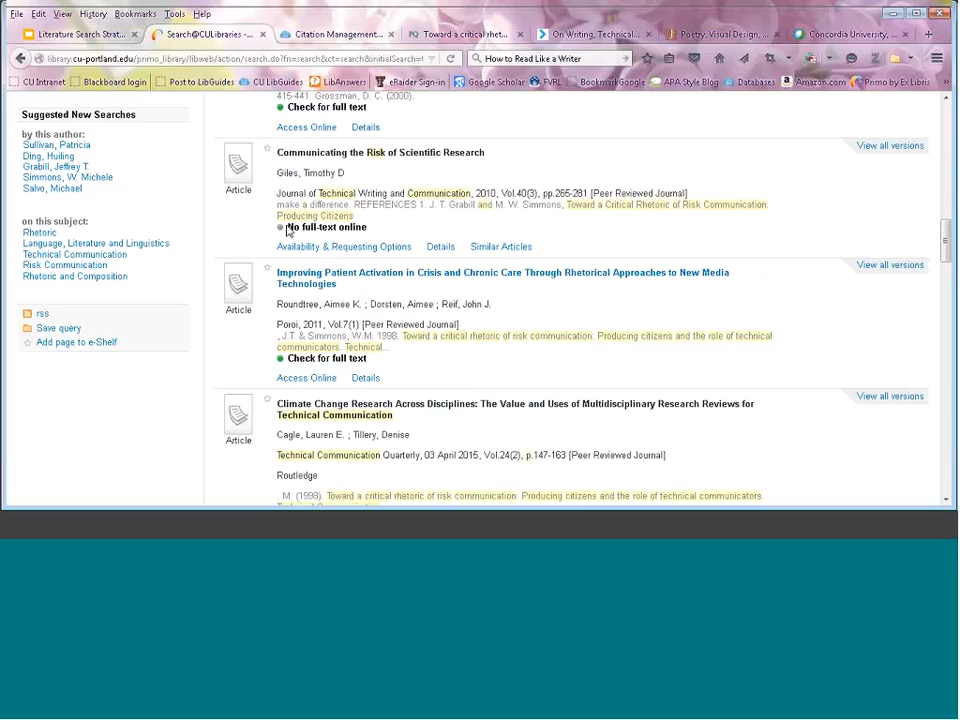 File Edit View History Bookmarks Tools Help
Literature Search Strat... × Search@CULibraries - ... × Citation Management... × Toward a critical rhet... × On Writing, Technical... × Poetry, Visual Design, ... × Concordia University, ... × +
library.cu-portland.edu/primo_library/libweb/action/search.do?fn=search&ct=search&initialSearch=t
How to Read Like a Writer
CU Intranet Blackboard login Post to LibGuides CU LibGuides LibAnswers eRaider Sign-in Google Scholar FVRL BookmarkGoogle APA Style Blog Databases Amazon.com Primo by Ex Libris »
Suggested New Searches
by this author:
Sullivan, Patricia
Ding, Huiling
Grabill, Jeffrey T.
Simmons, W. Michele
Salvo, Michael
on this subject:
Rhetoric
Language, Literature and Linguistics
Technical Communication
Risk Communication
Rhetoric and Composition
rss
Save query
Add page to e-Shelf
415-441. Grossman, D. C. (2000).
Check for full text
Access Online Details
View all versions
Communicating the Risk of Scientific Research
Giles, Timothy D
Article
Journal of Technical Writing and Communication, 2010, Vol.40(3), pp.265-281 [Peer Reviewed Journal]
make a difference. REFERENCES 1. J. T. Grabill and M. W. Simmons, Toward a Critical Rhetoric of Risk Communication:
Producing Citizens
No full-text online
Availability & Requesting Options Details Similar Articles
View all versions
Improving Patient Activation in Crisis and Chronic Care Through Rhetorical Approaches to New Media
Technologies
Roundtree, Aimee K. ; Dorsten, Aimee ; Reif, John J.
Article
Poroi, 2011, Vol.7(1) [Peer Reviewed Journal]
, J.T. & Simmons, W.M. 1998. Toward a critical rhetoric of risk communication: Producing citizens and the role of technical
communicators. Technical...
Check for full text
Access Online Details
View all versions
Climate Change Research Across Disciplines: The Value and Uses of Multidisciplinary Research Reviews for
Technical Communication
Cagle, Lauren E. ; Tillery, Denise
Article
Technical Communication Quarterly, 03 April 2015, Vol.24(2), p.147-163 [Peer Reviewed Journal]
Routledge
. M. (1998). Toward a critical rhetoric of risk communication: Producing citizens and the role of technical communicators.